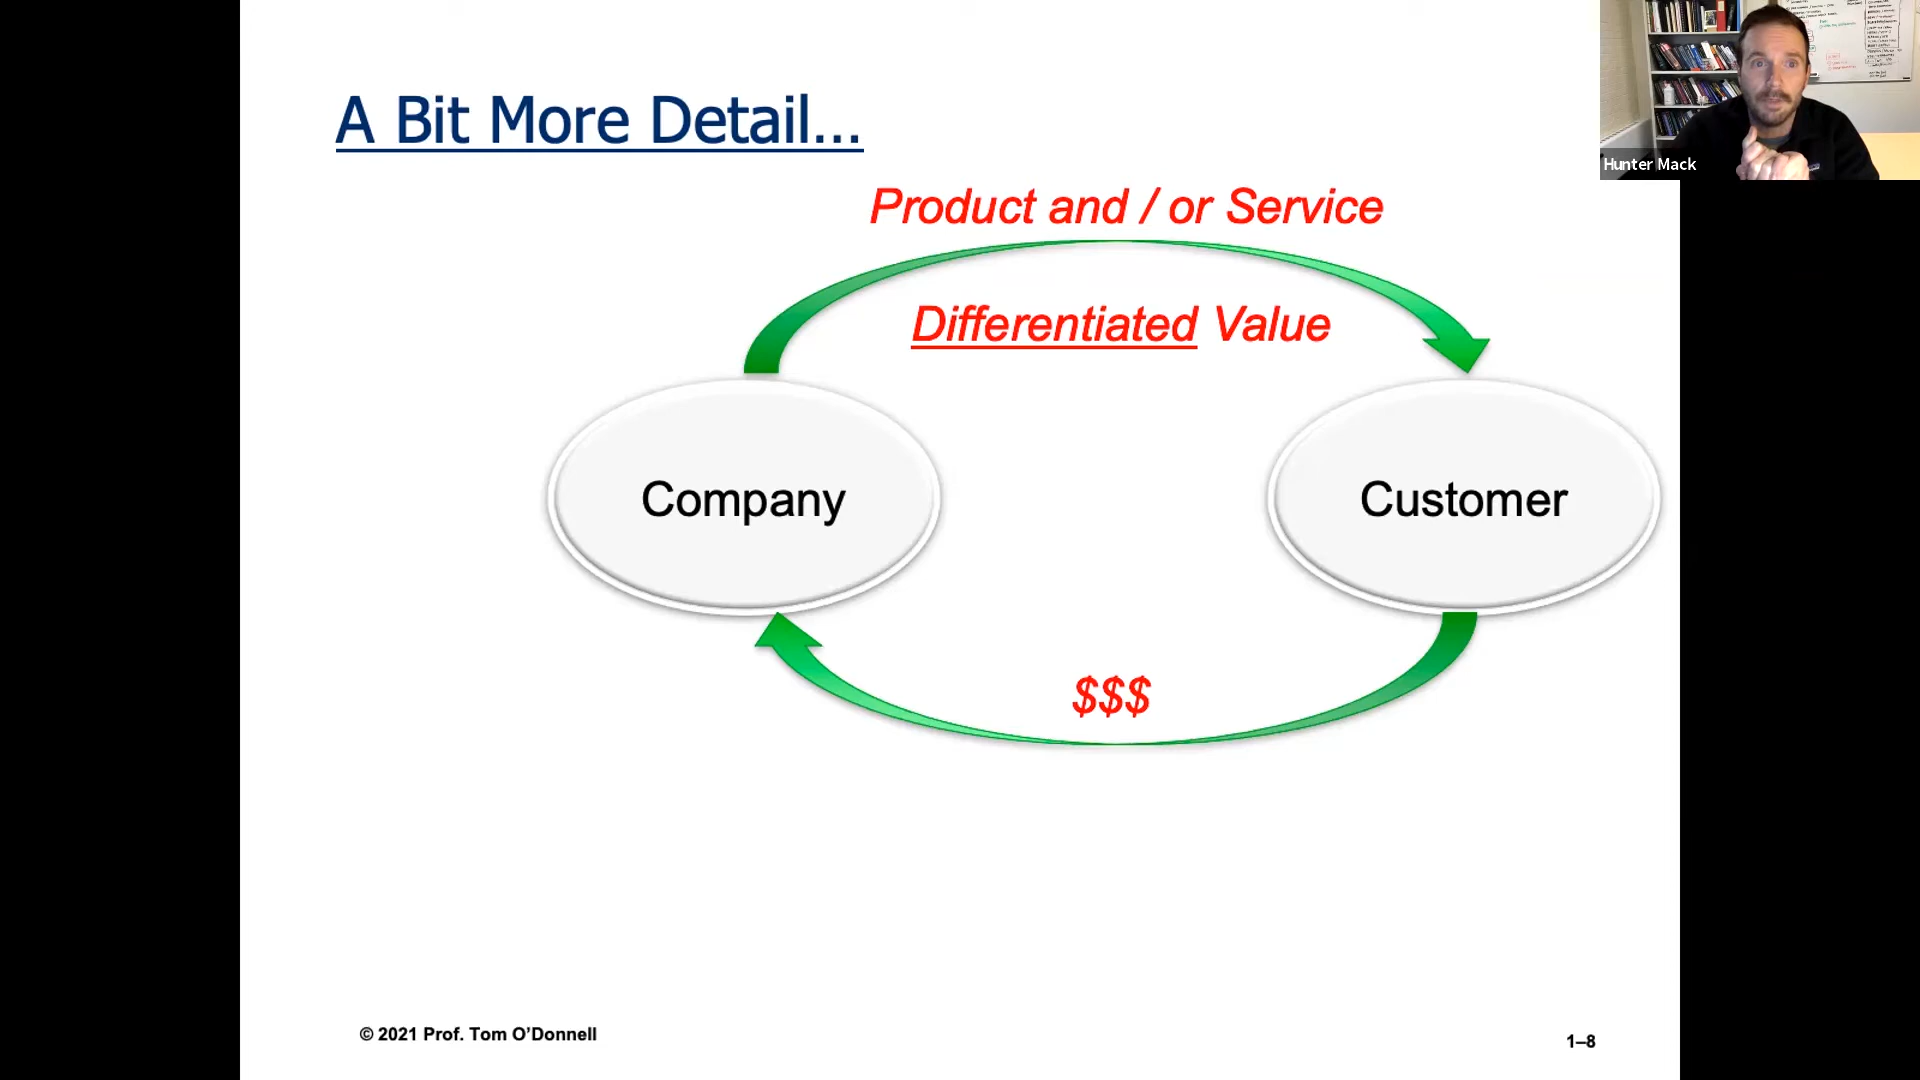 A Bit More Detail...
Hunter Mack
Product and / or Service
Differentiated Value
Company
Customer
$$$
© 2021 Prof. Tom O’Donnell
1–8